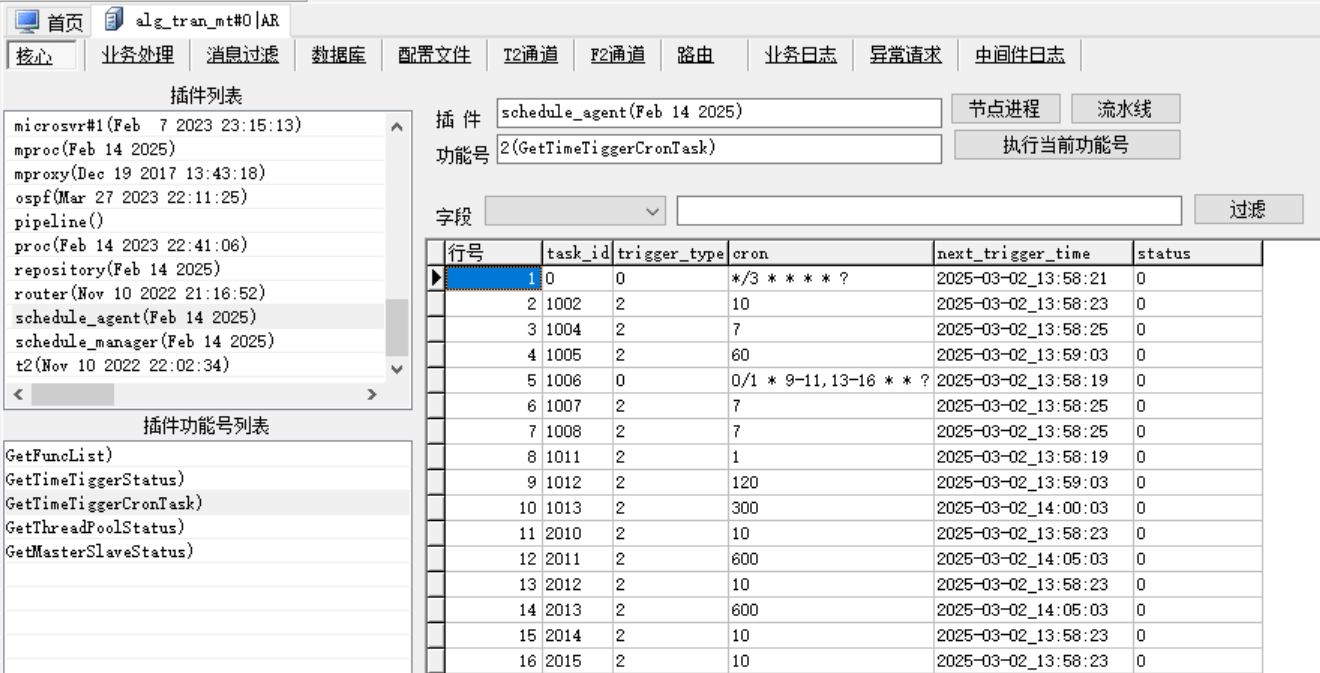 首页 alg_tran_mt#0|AR
核心 业务处理 消息过滤 数据库 配置文件 T2通道 F2通道 路由 业务日志 异常请求 中间件日志
插件列表
microsvr#1(Feb  7 2023 23:15:13)
mproc(Feb 14 2025)
mproxy(Dec 19 2017 13:43:18)
ospf(Mar 27 2023 22:11:25)
pipeline()
proc(Feb 14 2023 22:41:06)
repository(Feb 14 2025)
router(Nov 10 2022 21:16:52)
schedule_agent(Feb 14 2025)
schedule_manager(Feb 14 2025)
t2(Nov 10 2022 22:02:34)
插件功能号列表
GetFuncList)
GetTimeTiggerStatus)
GetTimeTiggerCronTask)
GetThreadPoolStatus)
GetMasterSlaveStatus)
插 件 schedule_agent(Feb 14 2025) 节点进程 流水线
功能号 2(GetTimeTiggerCronTask) 执行当前功能号
字段 过滤
行号 task_id trigger_type cron next_trigger_time status
1 0 0 */3 * * * * ? 2025-03-02_13:58:21 0
2 1002 2 10 2025-03-02_13:58:23 0
3 1004 2 7 2025-03-02_13:58:25 0
4 1005 2 60 2025-03-02_13:59:03 0
5 1006 0 0/1 * 9-11,13-16 * * ? 2025-03-02_13:58:19 0
6 1007 2 7 2025-03-02_13:58:25 0
7 1008 2 7 2025-03-02_13:58:25 0
8 1011 2 1 2025-03-02_13:58:19 0
9 1012 2 120 2025-03-02_13:59:03 0
10 1013 2 300 2025-03-02_14:00:03 0
11 2010 2 10 2025-03-02_13:58:23 0
12 2011 2 600 2025-03-02_14:05:03 0
13 2012 2 10 2025-03-02_13:58:23 0
14 2013 2 600 2025-03-02_14:05:03 0
15 2014 2 10 2025-03-02_13:58:23 0
16 2015 2 10 2025-03-02_13:58:23 0